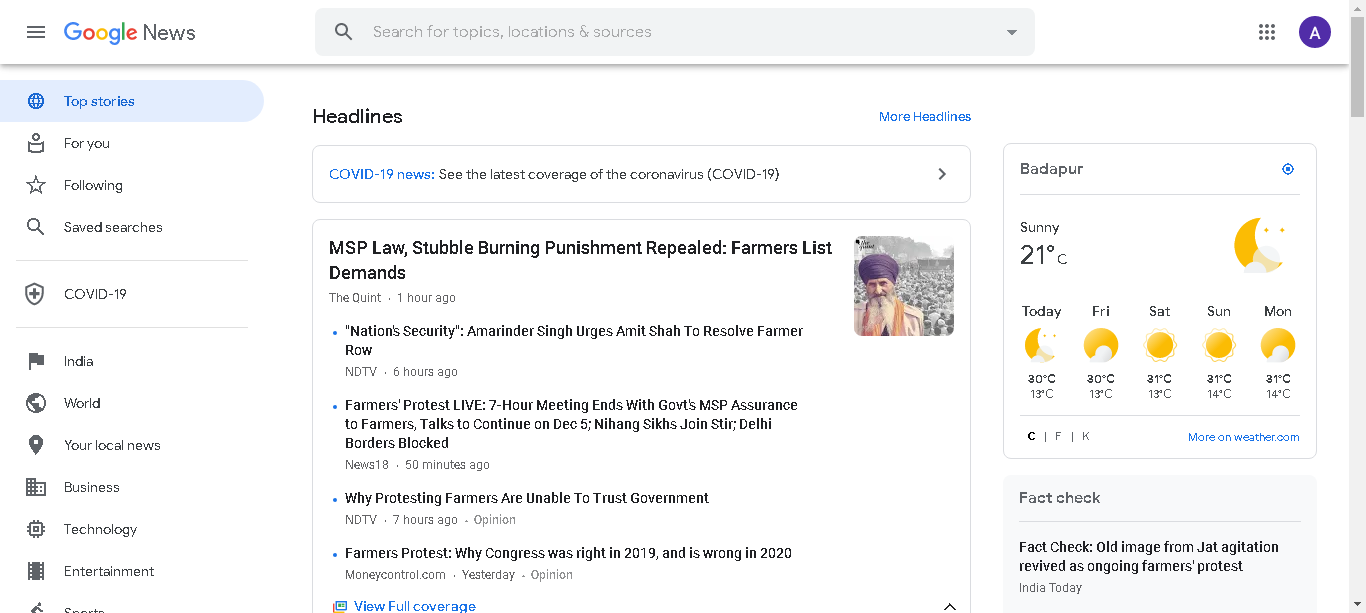 Google News
Search for topics, locations & sources
A
Top stories
For you
Following
Saved searches
COVID-19
India
World
Your local news
Business
Technology
Entertainment
Sports
Headlines
More Headlines
COVID-19 news: See the latest coverage of the coronavirus (COVID-19)
MSP Law, Stubble Burning Punishment Repealed: Farmers List
Demands
The Quint · 1 hour ago
the quint
"Nation's Security": Amarinder Singh Urges Amit Shah To Resolve Farmer
Row
NDTV · 6 hours ago
Farmers' Protest LIVE: 7-Hour Meeting Ends With Govt's MSP Assurance
to Farmers, Talks to Continue on Dec 5; Nihang Sikhs Join Stir; Delhi
Borders Blocked
News18 · 50 minutes ago
Why Protesting Farmers Are Unable To Trust Government
NDTV · 7 hours ago · Opinion
Farmers Protest: Why Congress was right in 2019, and is wrong in 2020
Moneycontrol.com · Yesterday · Opinion
View Full coverage
Badapur
Sunny
21°C
Today Fri Sat Sun Mon
30°C 30°C 31°C 31°C 31°C
13°C 13°C 13°C 14°C 14°C
C | F | K
More on weather.com
Fact check
Fact Check: Old image from Jat agitation
revived as ongoing farmers' protest
India Today